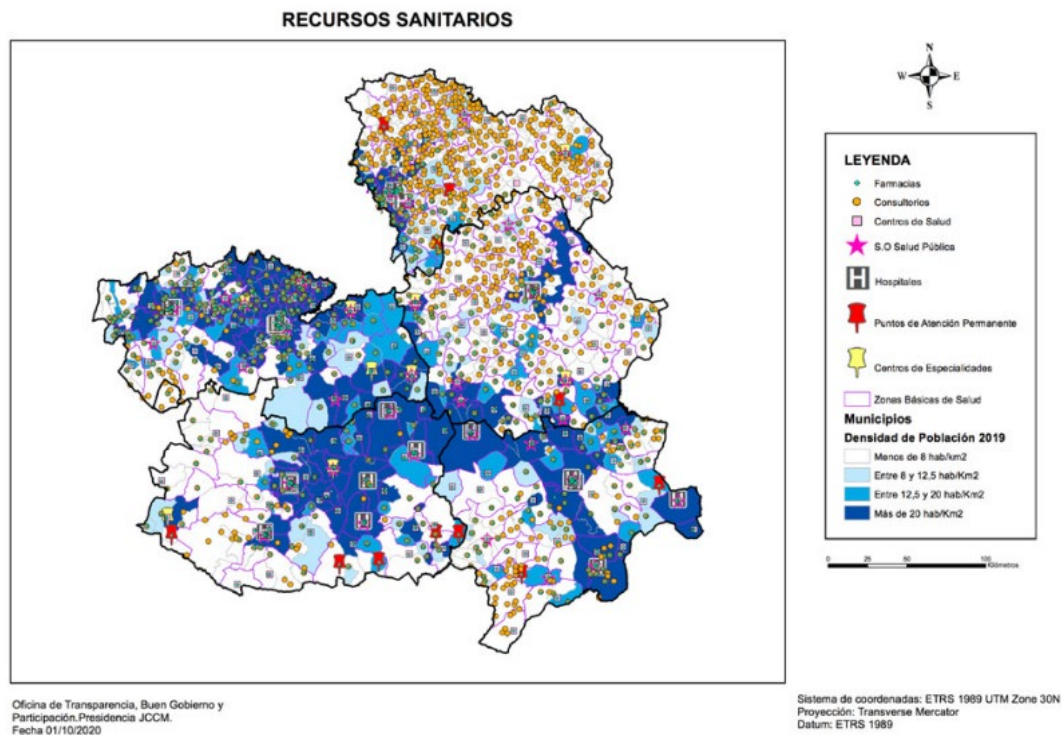 RECURSOS SANITARIOS
N
W E
S
LEYENDA
Farmacias
Consultorios
Centros de Salud
S.O Salud Pública
Hospitales
Puntos de Atención Permanente
Centros de Especialidades
Zonas Básicas de Salud
Municipios
Densidad de Población 2019
Menos de 8 hab/km2
Entre 8 y 12,5 hab/Km2
Entre 12,5 y 20 hab/Km2
Más de 20 hab/Km2
0 25 50 100
Kilómetros
Oficina de Transparencia, Buen Gobierno y
Participación.Presidencia JCCM.
Fecha 01/10/2020
Sistema de coordenadas: ETRS 1989 UTM Zone 30N
Proyección: Transverse Mercator
Datum: ETRS 1989